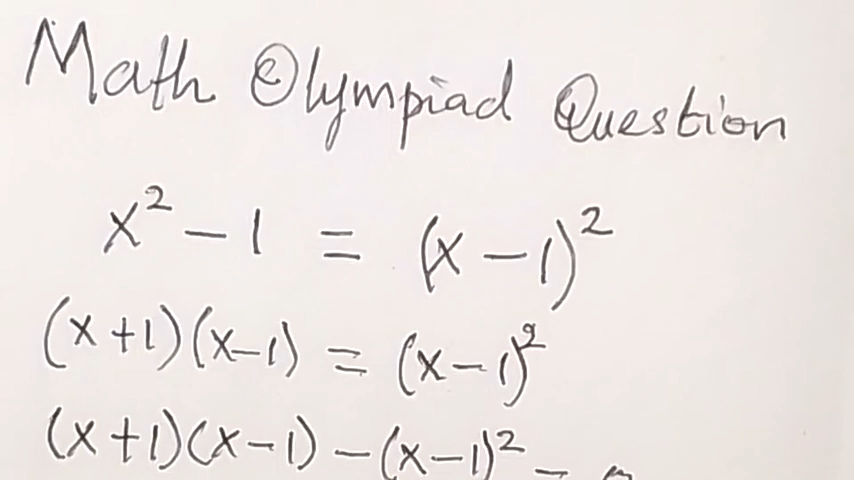 Math Olympiad Question
x² - 1 = (x - 1)²
(x+1)(x-1) = (x-1)²
(x+1)(x-1) - (x-1)² =